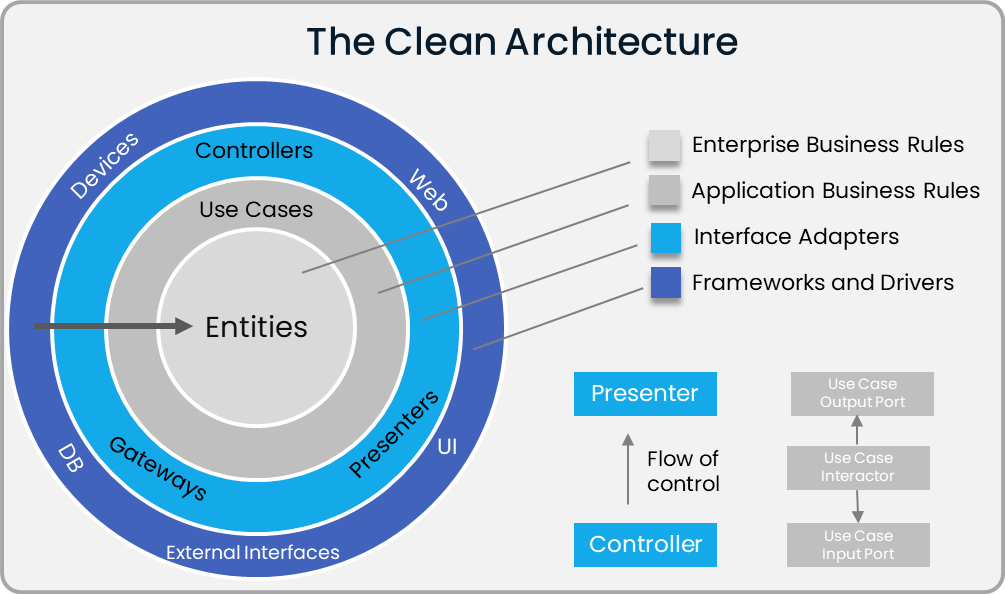 The Clean Architecture
Devices
Controllers
Web
Use Cases
Entities
DB
Gateways
Presenters
UI
External Interfaces
Enterprise Business Rules
Application Business Rules
Interface Adapters
Frameworks and Drivers
Presenter
Flow of
control
Controller
Use Case
Output Port
Use Case
Interactor
Use Case
Input Port